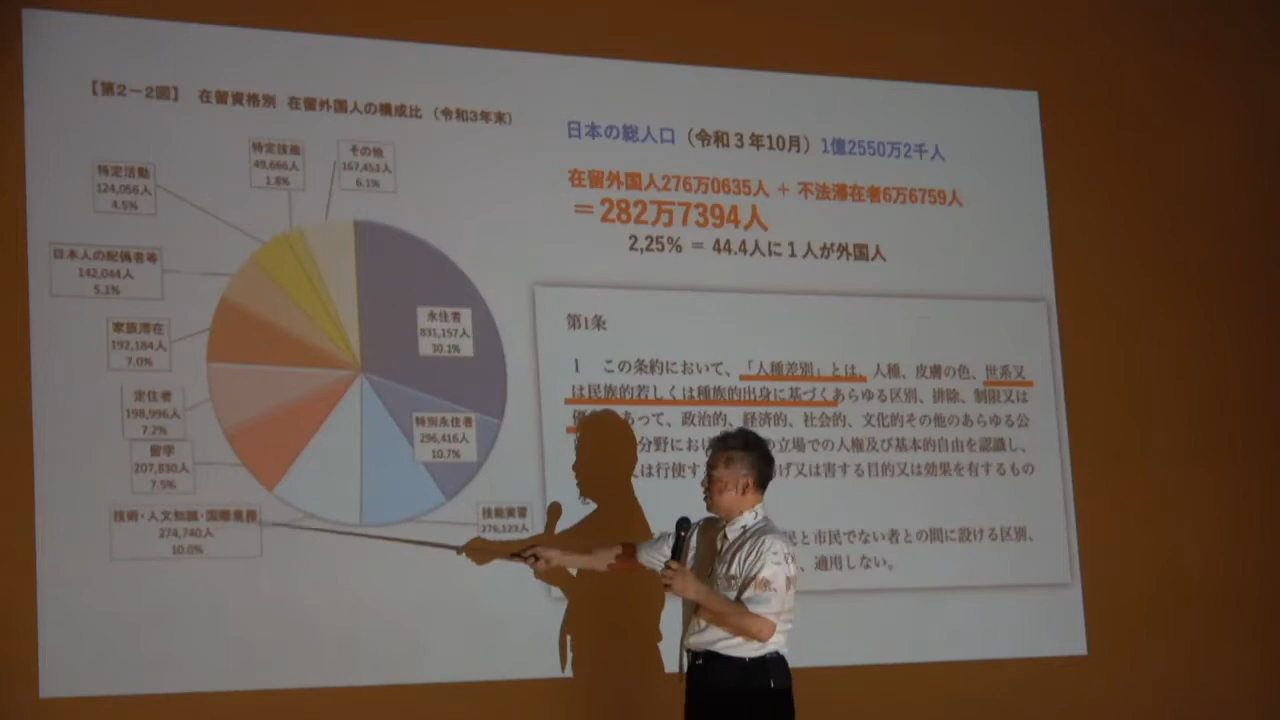 【第2-2図】 在留資格別 在留外国人の構成比（令和3年末）
特定技能
49,666人
1.8%
その他
167,453人
6.1%
特定活動
124,056人
4.5%
日本人の配偶者等
142,044人
5.1%
家族滞在
192,184人
7.0%
定住者
198,996人
7.2%
留学
207,830人
7.5%
技術・人文知識・国際業務
274,740人
10.0%
永住者
831,157人
30.1%
特別永住者
296,416人
10.7%
技能実習
276,123人
日本の総人口（令和３年10月）1億2550万2千人
在留外国人276万0635人 ＋ 不法滞在者6万6759人
＝282万7394人
2,25% ＝ 44.4人に１人が外国人
第1条
1 この条約において、「人種差別」とは、人種、皮膚の色、世系又
は民族的若しくは種族的出身に基づくあらゆる区別、排除、制限又は
優 あって、政治的、経済的、社会的、文化的その他のあらゆる公
分野におけ の立場での人権及び基本的自由を認識し、
又は行使す げ又は害する目的又は効果を有するもの
民と市民でない者との間に設ける区別、
、適用しない。